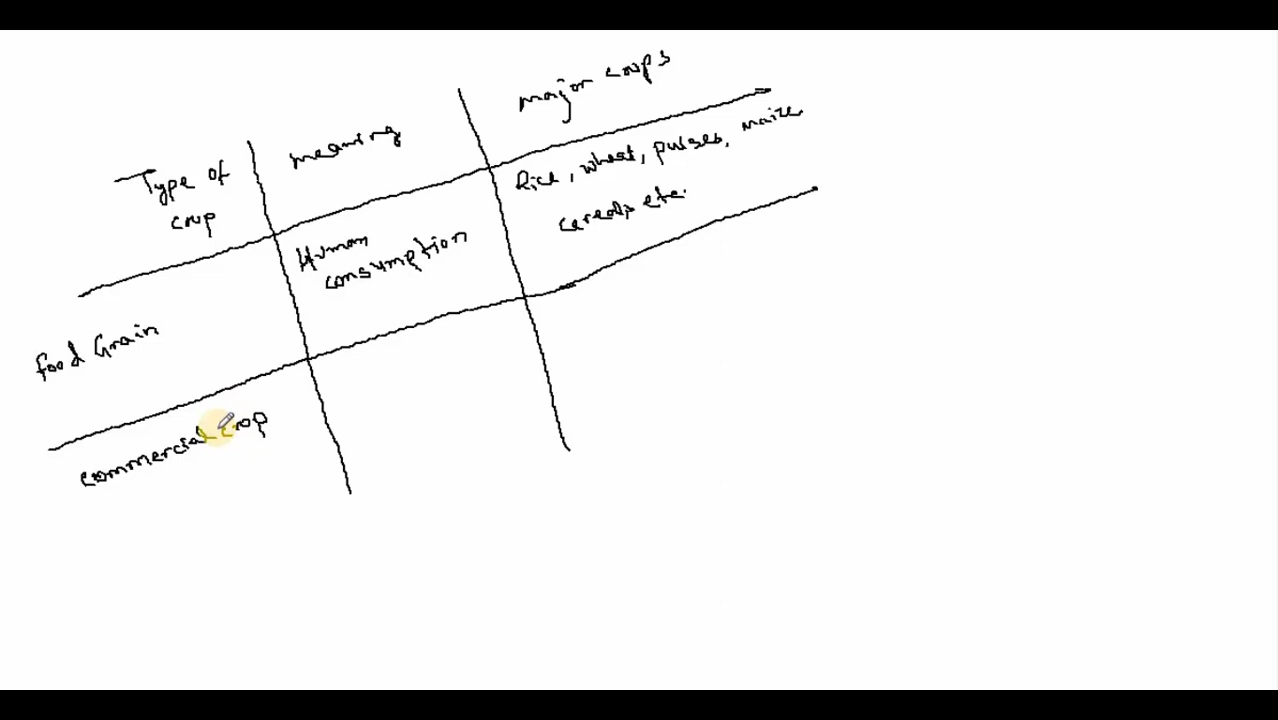 Type of meaning major crops
crop
Food Grain Human Rice, wheat, pulses, maize
consumption cereals etc.
commercial crop